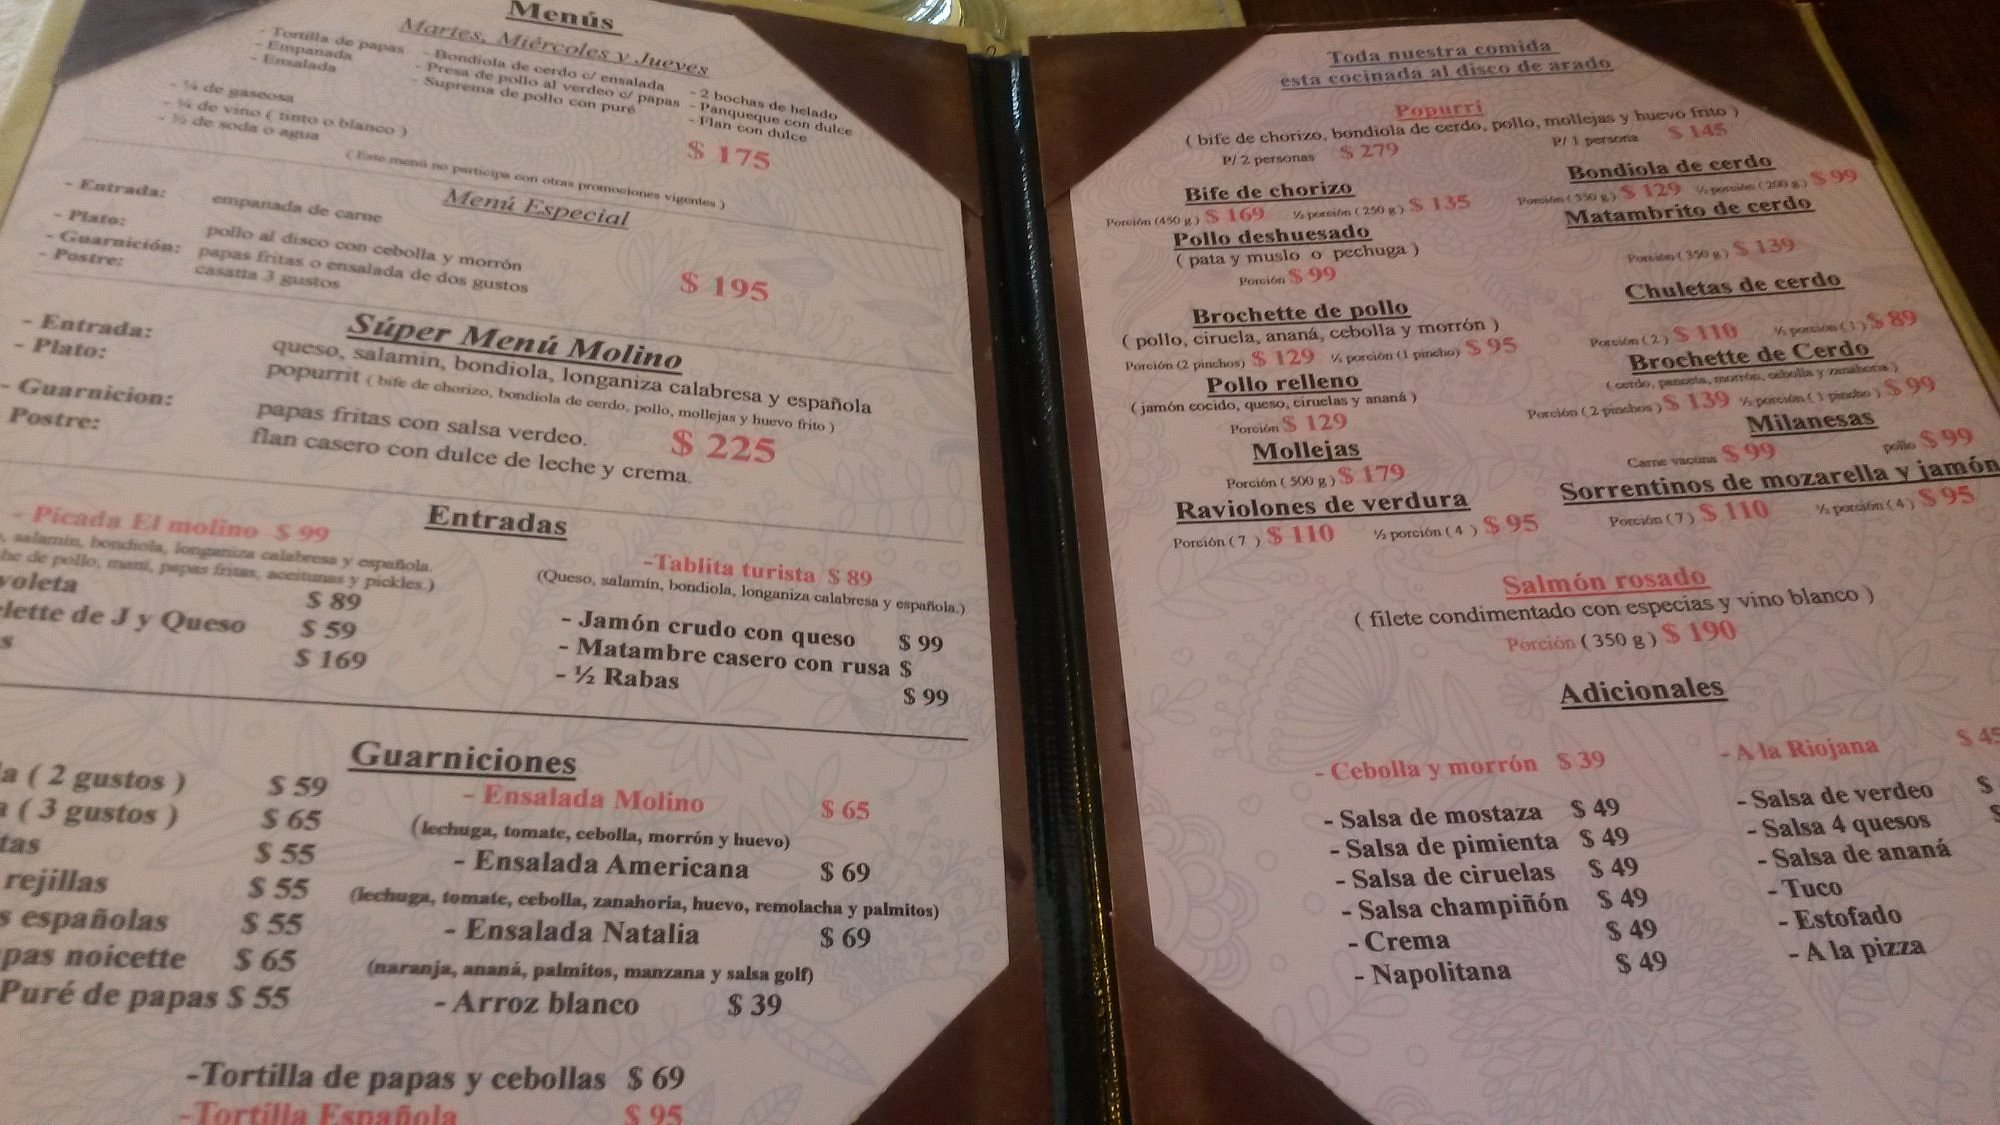 Menús
Martes, Miércoles y Jueves
- Tortilla de papas
- Empanada
- Ensalada
- Bondiola de cerdo c/ ensalada
- Presa de pollo al verdeo c/ papas
- Suprema de pollo con puré
- 2 bochas de helado
- Panqueque con dulce
- Flan con dulce
- ¼ de gaseosa
- ¼ de vino ( tinto o blanco )
- ½ de soda o agua
$ 175
( Este menú no participa con otras promociones vigentes )
Menú Especial
- Entrada: empanada de carne
- Plato: pollo al disco con cebolla y morrón
- Guarnición: papas fritas o ensalada de dos gustos
- Postre: casatta 3 gustos
$ 195
Súper Menú Molino
- Entrada: queso, salamin, bondiola, longaniza calabresa y española
- Plato: popurrit ( bife de chorizo, bondiola de cerdo, pollo, mollejas y huevo frito )
- Guarnicion: papas fritas con salsa verdeo.
Postre: flan casero con dulce de leche y crema.
$ 225
Entradas
- Picada El molino $ 99
salamin, bondiola, longaniza calabresa y española.
de pollo, maní, papas fritas, aceitunas y pickles.)
voleta $ 89
lette de J y Queso $ 59
s $ 169
-Tablita turista $ 89
(Queso, salamín, bondiola, longaniza calabresa y española.)
- Jamón crudo con queso $ 99
- Matambre casero con rusa $
- ½ Rabas $ 99
Guarniciones
a ( 2 gustos ) $ 59
a ( 3 gustos ) $ 65
tas $ 55
rejillas $ 55
s españolas $ 55
pas noicette $ 65
Puré de papas $ 55
- Ensalada Molino $ 65
(lechuga, tomate, cebolla, morrón y huevo)
- Ensalada Americana $ 69
(lechuga, tomate, cebolla, zanahoria, huevo, remolacha y palmitos)
- Ensalada Natalia $ 69
(naranja, ananá, palmitos, manzana y salsa golf)
- Arroz blanco $ 39
-Tortilla de papas y cebollas $ 69
-Tortilla Española $ 95
Toda nuestra comida
esta cocinada al disco de arado
Popurri
( bife de chorizo, bondiola de cerdo, pollo, mollejas y huevo frito )
P/ 2 personas $ 279 P/ 1 persona $ 145
Bife de chorizo
Porción (450 g ) $ 169 ½ porsión ( 250 g ) $ 135
Pollo deshuesado
( pata y muslo o pechuga )
Porción $ 99
Brochette de pollo
( pollo, ciruela, ananá, cebolla y morrón )
Porción (2 pinchos) $ 129 ½ porción (1 pincho) $ 95
Pollo relleno
( jamón cocido, queso, ciruelas y ananá )
Porción $ 129
Mollejas
Porción ( 500 g ) $ 179
Raviolones de verdura
Porción ( 7 ) $ 110 ½ porción ( 4 ) $ 95
Bondiola de cerdo
Porción ( 350 g ) $ 129 ½ porsión ( 200 g ) $ 99
Matambrito de cerdo
Porsión ( 350 g ) $ 139
Chuletas de cerdo
Porción ( 2 ) $ 110 ½ porción ( 1 ) $ 89
Brochette de Cerdo
( cerdo, panceta, morrón, cebolla y zanahoria )
Porción ( 2 pinchos ) $ 139 ½ porsión ( 1 pincho ) $ 99
Milanesas
Carne vacuna $ 99 pollo $ 99
Sorrentinos de mozarella y jamón
Porción ( 7 ) $ 110 ½ porción ( 4 ) $ 95
Salmón rosado
( filete condimentado con especias y vino blanco )
Porción ( 350 g ) $ 190
Adicionales
- Cebolla y morrón $ 39
- Salsa de mostaza $ 49
- Salsa de pimienta $ 49
- Salsa de ciruelas $ 49
- Salsa champiñón $ 49
- Crema $ 49
- Napolitana $ 49
- A la Riojana $ 45
- Salsa de verdeo $
- Salsa 4 quesos $
- Salsa de ananá
- Tuco
- Estofado
- A la pizza